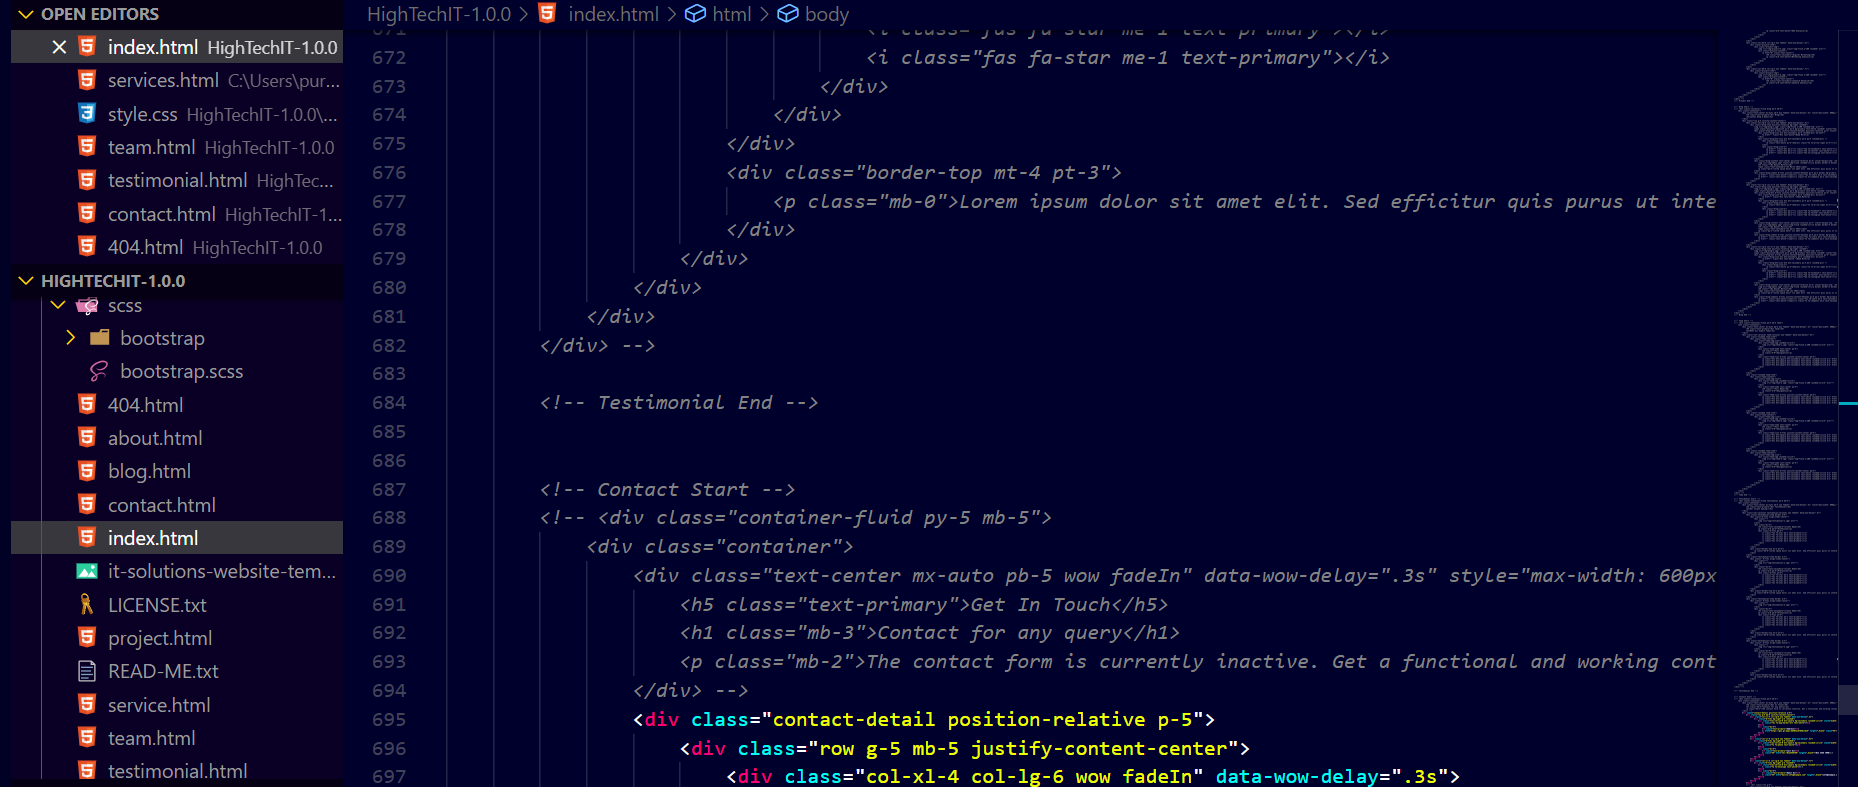 OPEN EDITORS
index.html HighTechIT-1.0.0
services.html C:\Users\pur...
style.css HighTechIT-1.0.0\...
team.html HighTechIT-1.0.0
testimonial.html HighTec...
contact.html HighTechIT-1...
404.html HighTechIT-1.0.0
HIGHTECHIT-1.0.0
scss
bootstrap
bootstrap.scss
404.html
about.html
blog.html
contact.html
index.html
it-solutions-website-tem...
LICENSE.txt
project.html
READ-ME.txt
service.html
team.html
testimonial.html
HighTechIT-1.0.0 > index.html > html > body
671 <i class="fas fa-star me-1 text-primary"></i>
672 <i class="fas fa-star me-1 text-primary"></i>
673 </div>
674 </div>
675 </div>
676 <div class="border-top mt-4 pt-3">
677 <p class="mb-0">Lorem ipsum dolor sit amet elit. Sed efficitur quis purus ut inte
678 </div>
679 </div>
680 </div>
681 </div>
682 </div> -->
683
684 <!-- Testimonial End -->
685
686
687 <!-- Contact Start -->
688 <!-- <div class="container-fluid py-5 mb-5">
689 <div class="container">
690 <div class="text-center mx-auto pb-5 wow fadeIn" data-wow-delay=".3s" style="max-width: 600px
691 <h5 class="text-primary">Get In Touch</h5>
692 <h1 class="mb-3">Contact for any query</h1>
693 <p class="mb-2">The contact form is currently inactive. Get a functional and working cont
694 </div> -->
695 <div class="contact-detail position-relative p-5">
696 <div class="row g-5 mb-5 justify-content-center">
697 <div class="col-xl-4 col-lg-6 wow fadeIn" data-wow-delay=".3s">